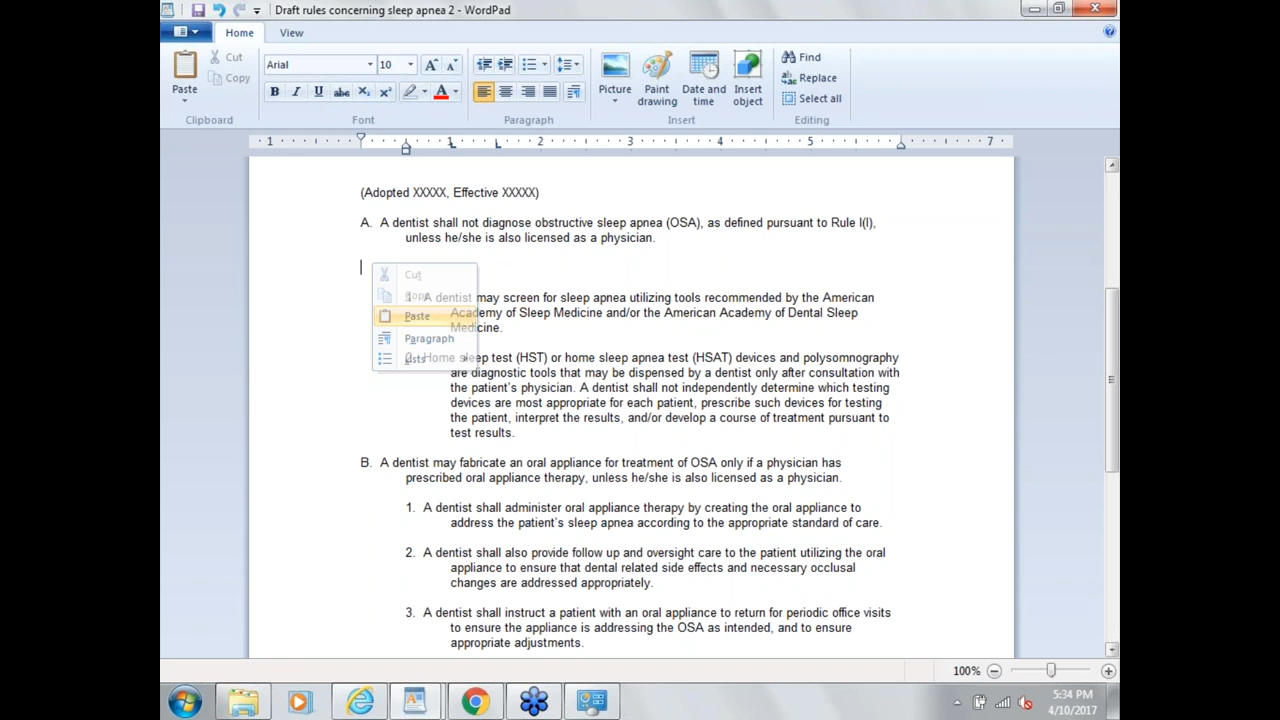 Draft rules concerning sleep apnea 2 - WordPad
Home View
Paste
Cut
Copy
Clipboard
Arial 10
Font
Paragraph
Picture
Paint drawing
Date and time
Insert object
Insert
Find
Replace
Select all
Editing
1 1 2 3 4 5 7
(Adopted XXXXX, Effective XXXXX)
A. A dentist shall not diagnose obstructive sleep apnea (OSA), as defined pursuant to Rule I(I),
unless he/she is also licensed as a physician.
Cut
Copy
Paste
Paragraph
Lists
1. A dentist may screen for sleep apnea utilizing tools recommended by the American
Academy of Sleep Medicine and/or the American Academy of Dental Sleep
Medicine.
2. Home sleep test (HST) or home sleep apnea test (HSAT) devices and polysomnography
are diagnostic tools that may be dispensed by a dentist only after consultation with
the patient's physician. A dentist shall not independently determine which testing
devices are most appropriate for each patient, prescribe such devices for testing
the patient, interpret the results, and/or develop a course of treatment pursuant to
test results.
B. A dentist may fabricate an oral appliance for treatment of OSA only if a physician has
prescribed oral appliance therapy, unless he/she is also licensed as a physician.
1. A dentist shall administer oral appliance therapy by creating the oral appliance to
address the patient's sleep apnea according to the appropriate standard of care.
2. A dentist shall also provide follow up and oversight care to the patient utilizing the oral
appliance to ensure that dental related side effects and necessary occlusal
changes are addressed appropriately.
3. A dentist shall instruct a patient with an oral appliance to return for periodic office visits
to ensure the appliance is addressing the OSA as intended, and to ensure
appropriate adjustments.
100%
5:34 PM
4/10/2017